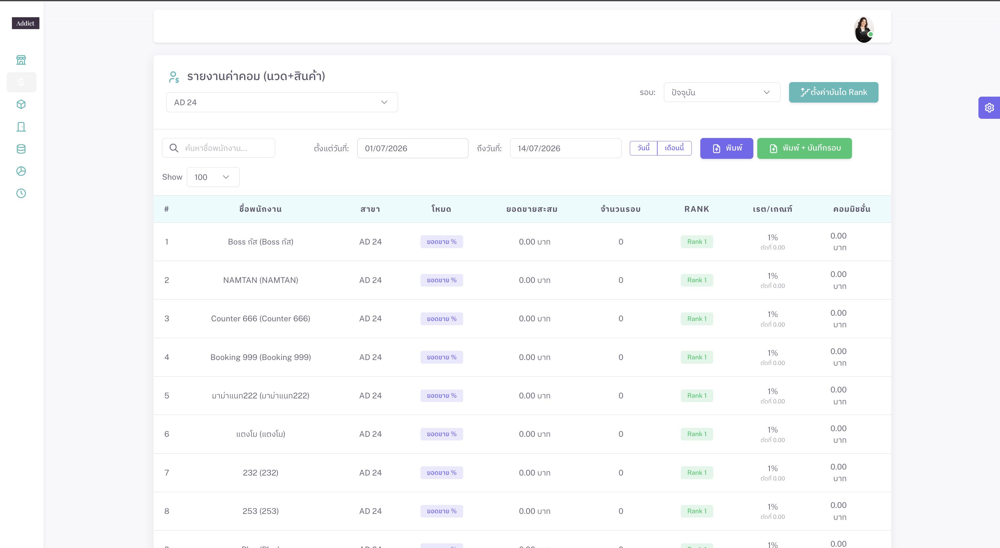 Addict
รายงานค่าคอม (นวด+สินค้า)
AD 24
รอบ: ปัจจุบัน ตั้งค่าบันได Rank
ค้นหาชื่อพนักงาน... ตั้งแต่วันที่: 01/07/2026 ถึงวันที่: 14/07/2026 วันนี้ เดือนนี้ พิมพ์ พิมพ์ + บันทึกรอบ
Show 100
# ชื่อพนักงาน สาขา โหมด ยอดขายสะสม จำนวนรอบ RANK เรต/เกณฑ์ คอมมิชชั่น
1 Boss กัส (Boss กัส) AD 24 ยอดขาย % 0.00 บาท 0 Rank 1 1% ตัดที่ 0.00 0.00 บาท
2 NAMTAN (NAMTAN) AD 24 ยอดขาย % 0.00 บาท 0 Rank 1 1% ตัดที่ 0.00 0.00 บาท
3 Counter 666 (Counter 666) AD 24 ยอดขาย % 0.00 บาท 0 Rank 1 1% ตัดที่ 0.00 0.00 บาท
4 Booking 999 (Booking 999) AD 24 ยอดขาย % 0.00 บาท 0 Rank 1 1% ตัดที่ 0.00 0.00 บาท
5 มาม่าแนท222 (มาม่าแนท222) AD 24 ยอดขาย % 0.00 บาท 0 Rank 1 1% ตัดที่ 0.00 0.00 บาท
6 แตงโม (แตงโม) AD 24 ยอดขาย % 0.00 บาท 0 Rank 1 1% ตัดที่ 0.00 0.00 บาท
7 232 (232) AD 24 ยอดขาย % 0.00 บาท 0 Rank 1 1% ตัดที่ 0.00 0.00 บาท
8 253 (253) AD 24 ยอดขาย % 0.00 บาท 0 Rank 1 1% ตัดที่ 0.00 0.00 บาท
1% 0.00